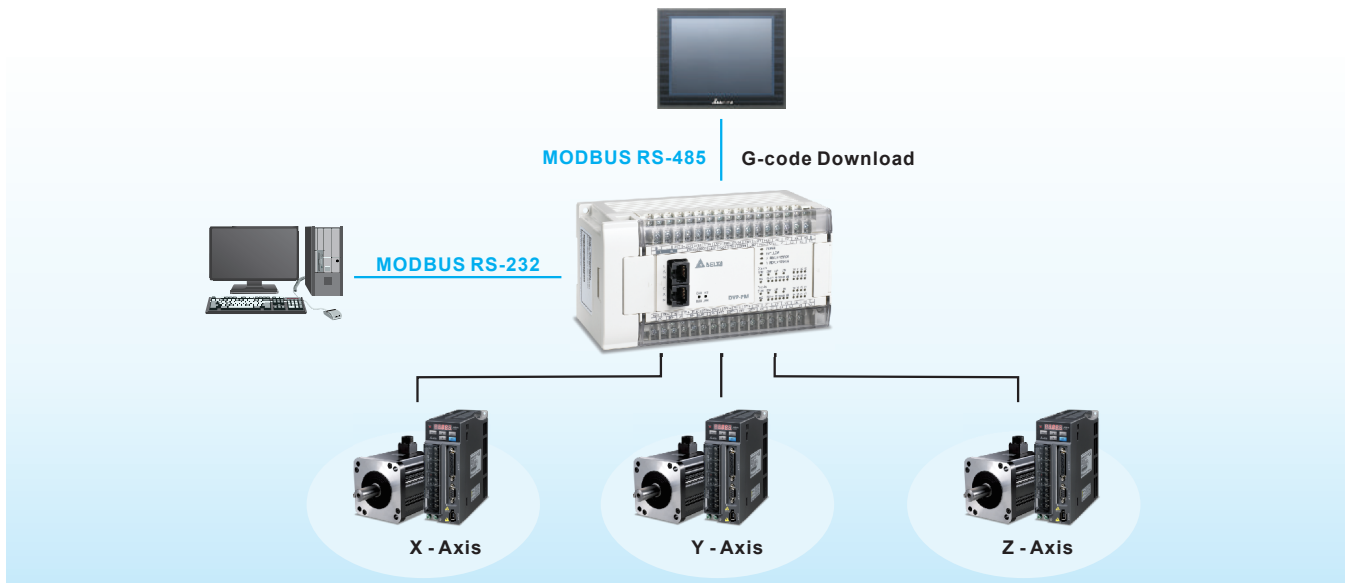 MODBUS RS-485
G-code Download
MODBUS RS-232
DELTA
DVP-PM
X - Axis
Y - Axis
Z - Axis